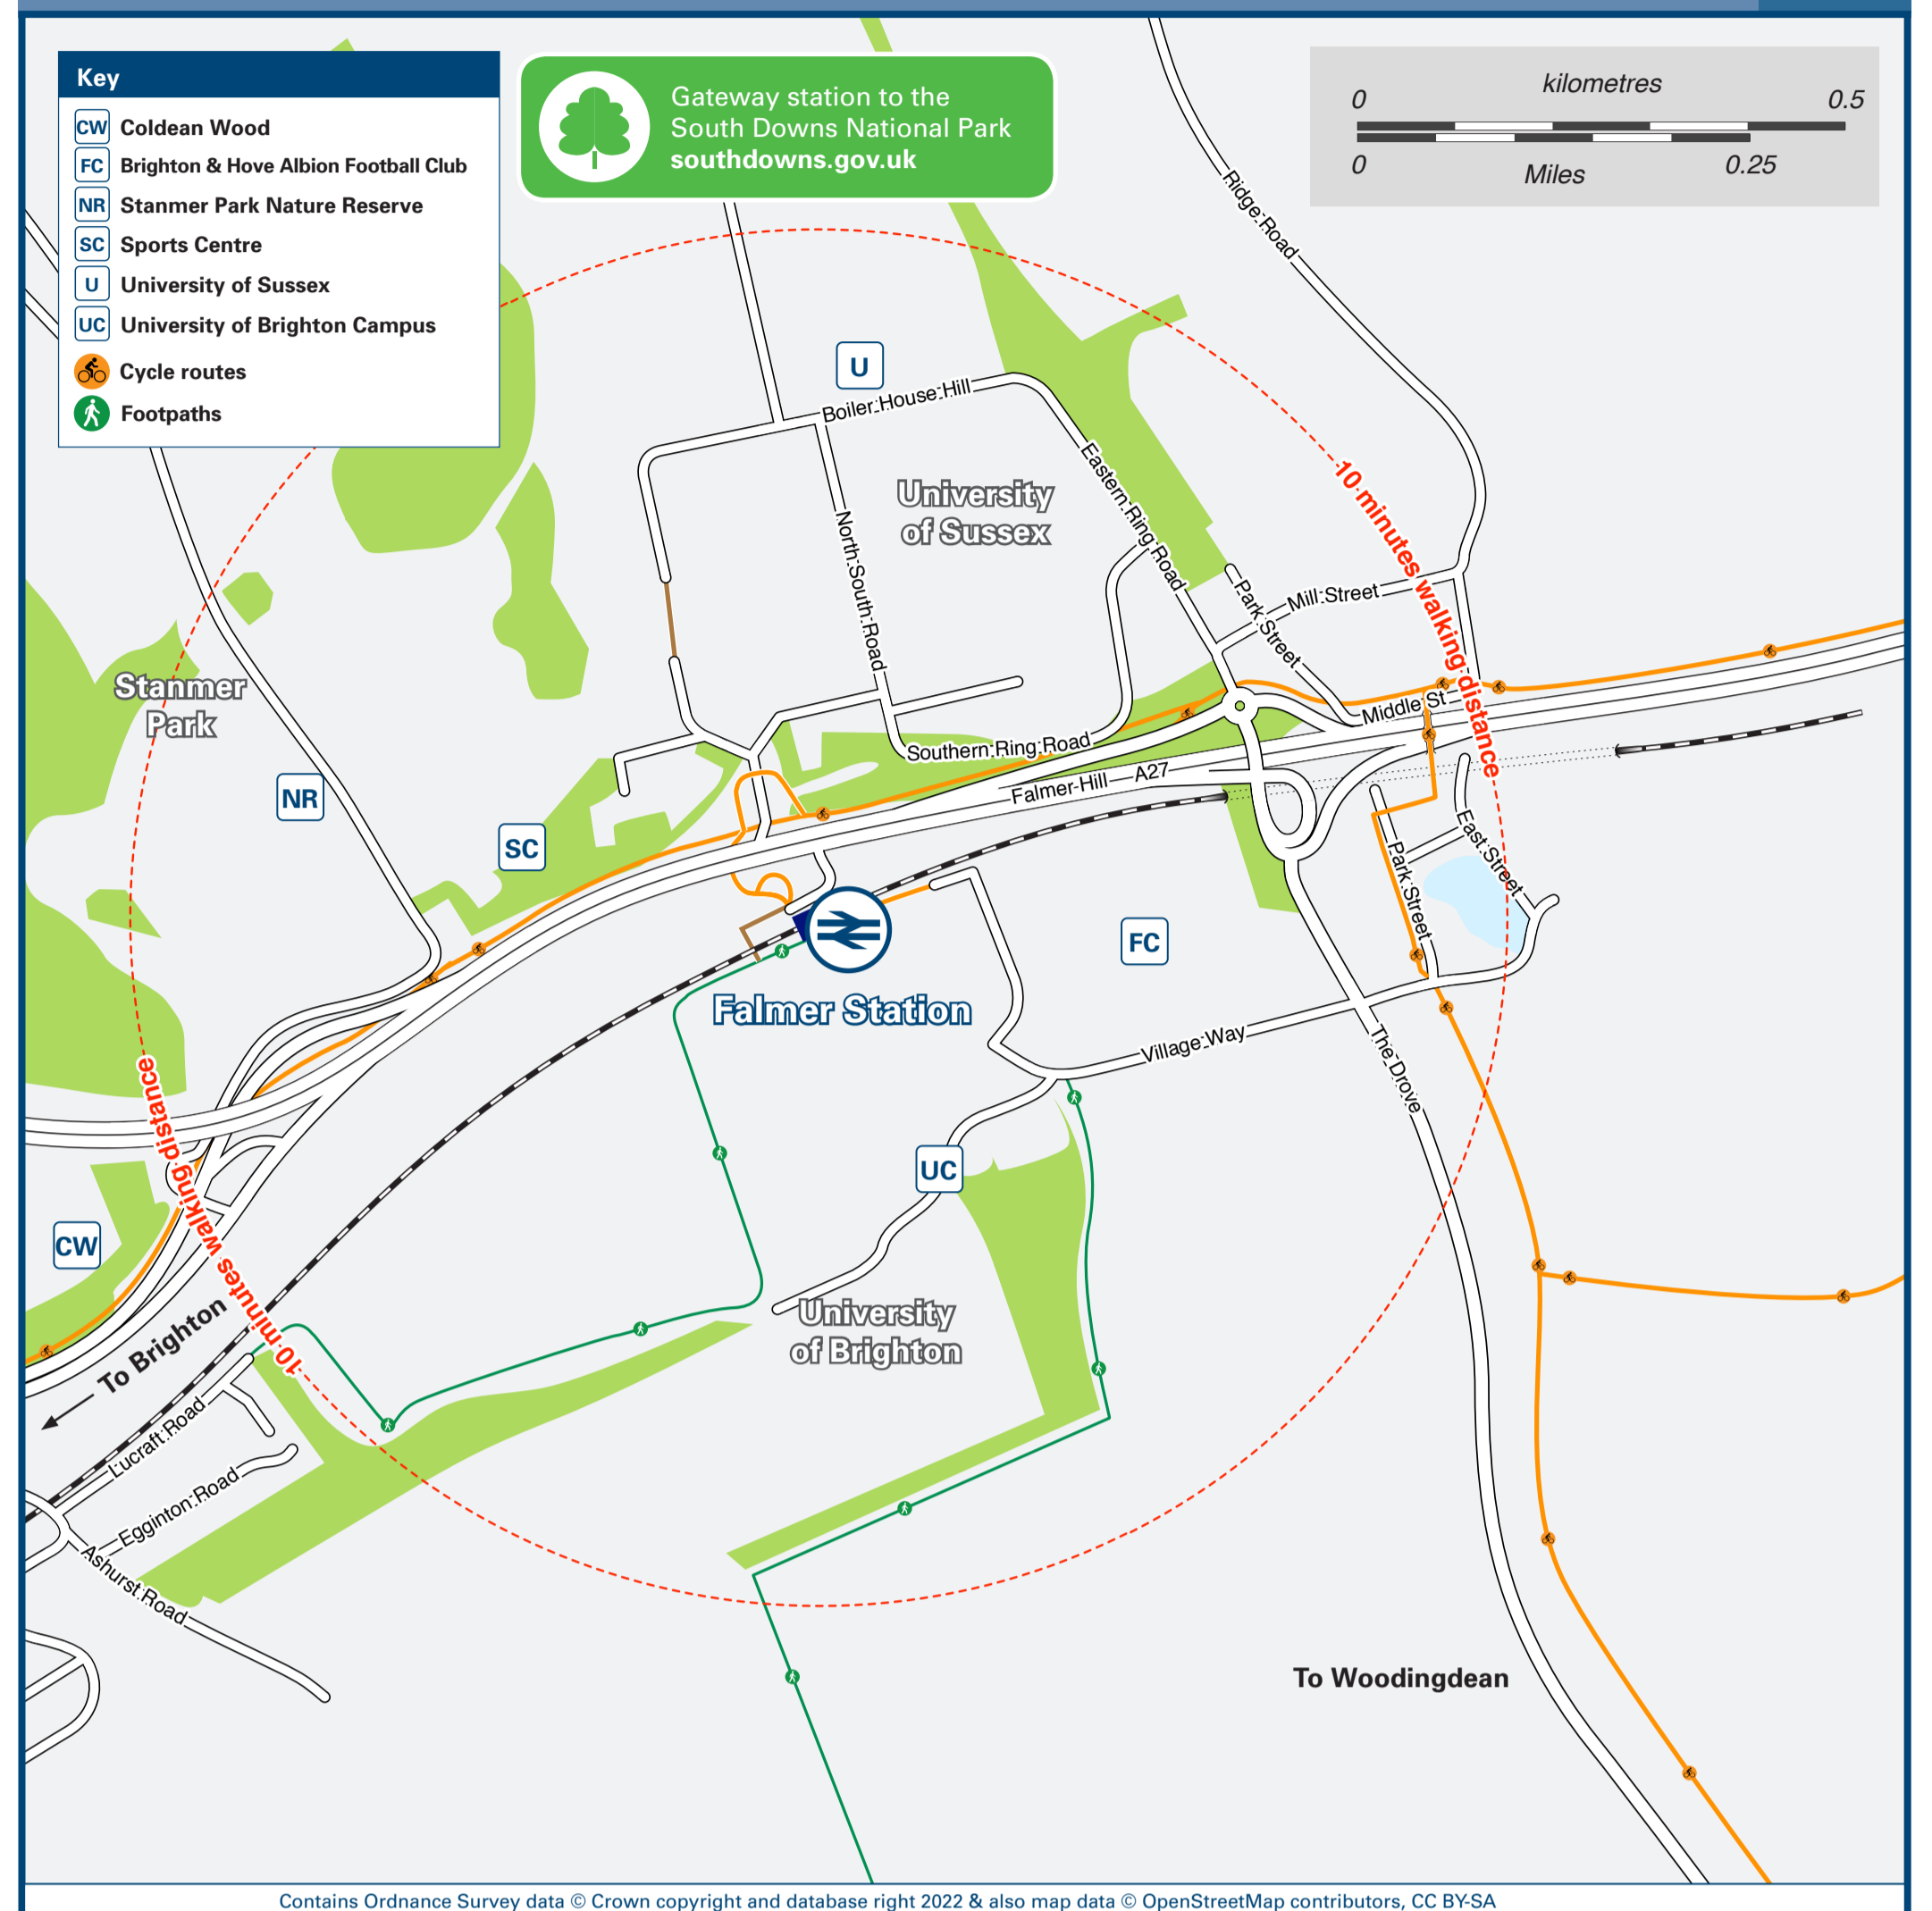 Key
CW Coldean Wood
FC Brighton & Hove Albion Football Club
NR Stanmer Park Nature Reserve
SC Sports Centre
U University of Sussex
UC University of Brighton Campus
Cycle routes
Footpaths
Gateway station to the
South Downs National Park
southdowns.gov.uk
kilometres
0 0.5
0 0.25
Miles
Ridge Road
U
Boiler House Hill
Eastern Ring Road
University
of Sussex
North South Road
10 minutes walking distance
Park Street
Mill Street
Stanmer
Park
Middle St
Southern Ring Road
Falmer Hill
A27
NR
SC
East Street
Park Street
FC
Falmer Station
Village Way
The Drove
10 minutes walking distance
UC
CW
To Brighton
University
of Brighton
Lucraft Road
Egginton Road
Ashurst Road
To Woodingdean
Contains Ordnance Survey data © Crown copyright and database right 2022 & also map data © OpenStreetMap contributors, CC BY-SA